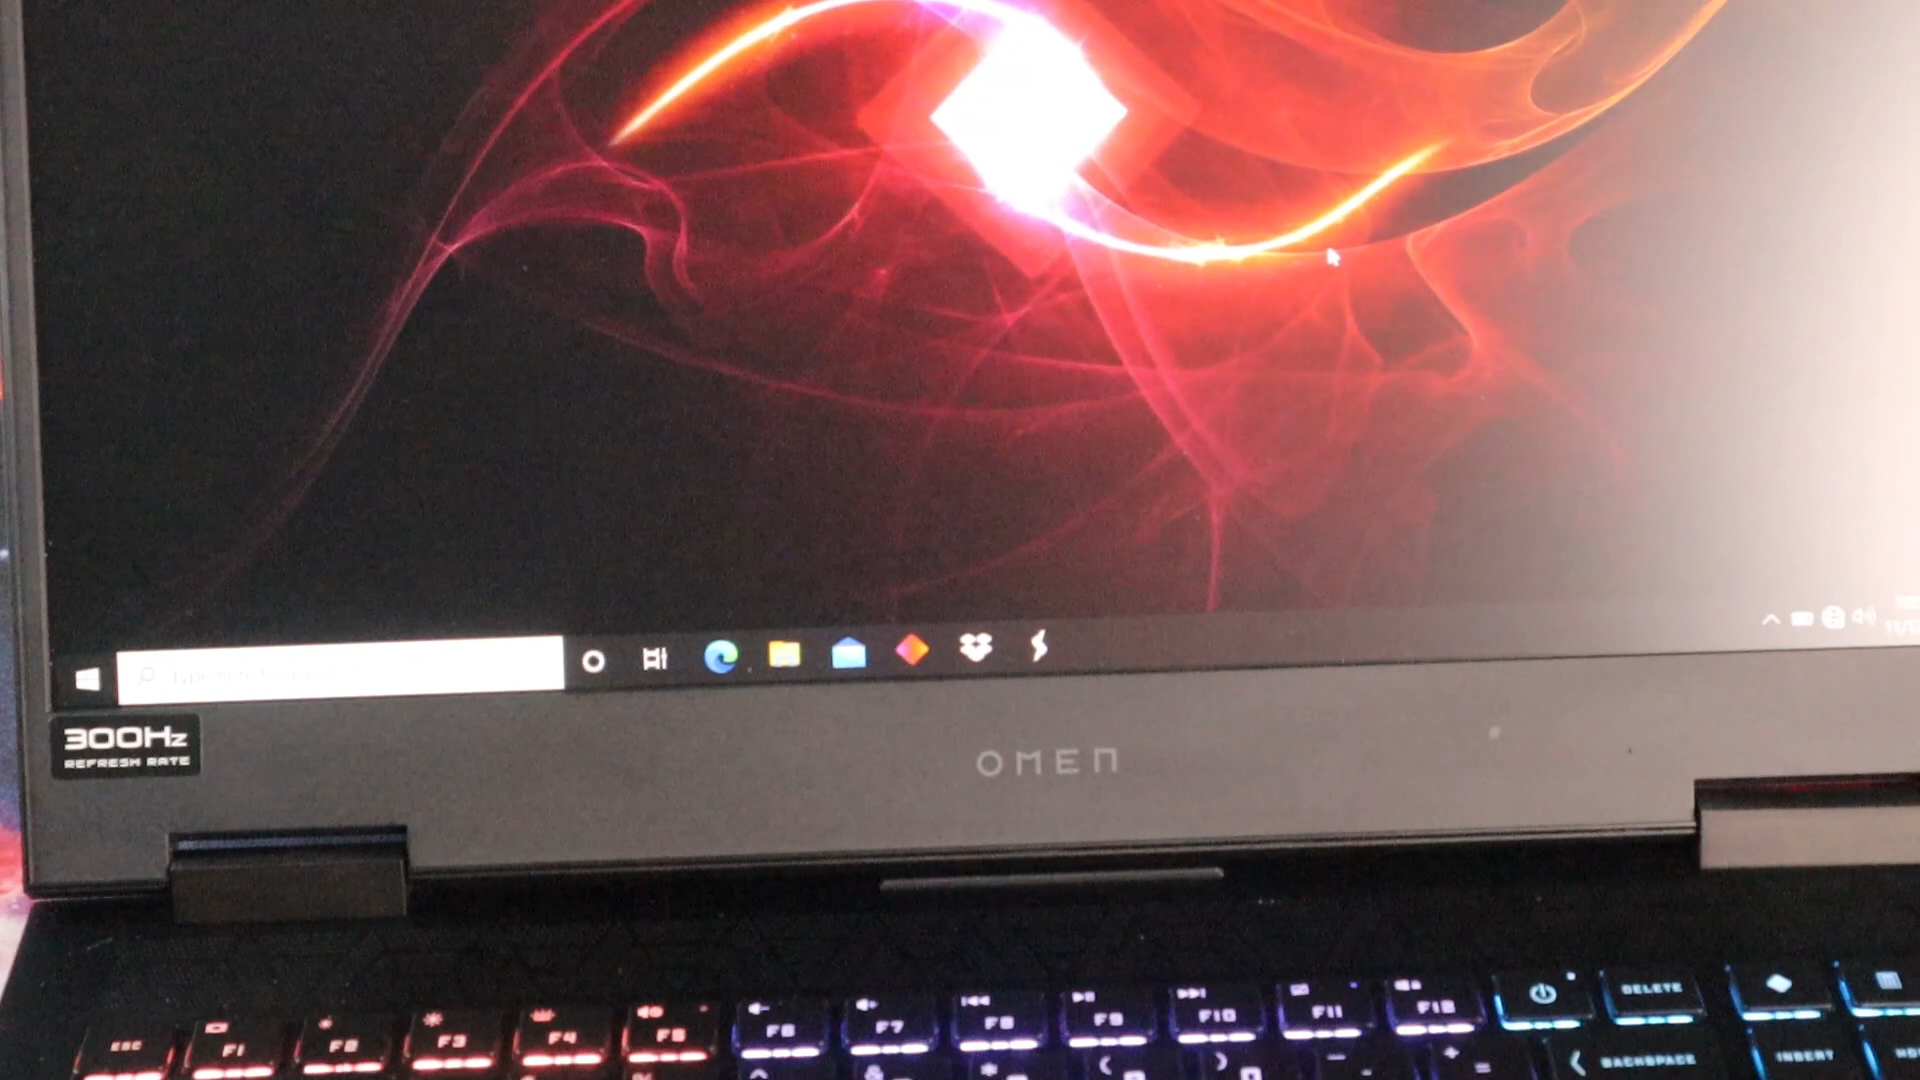 300Hz
REFRESH RATE
OMEN
ESC F1 F2 F3 F4 F5 F6 F7 F8 F9 F10 F11 F12 DELETE
^ & * ( ) - _ + = BACKSPACE INSERT